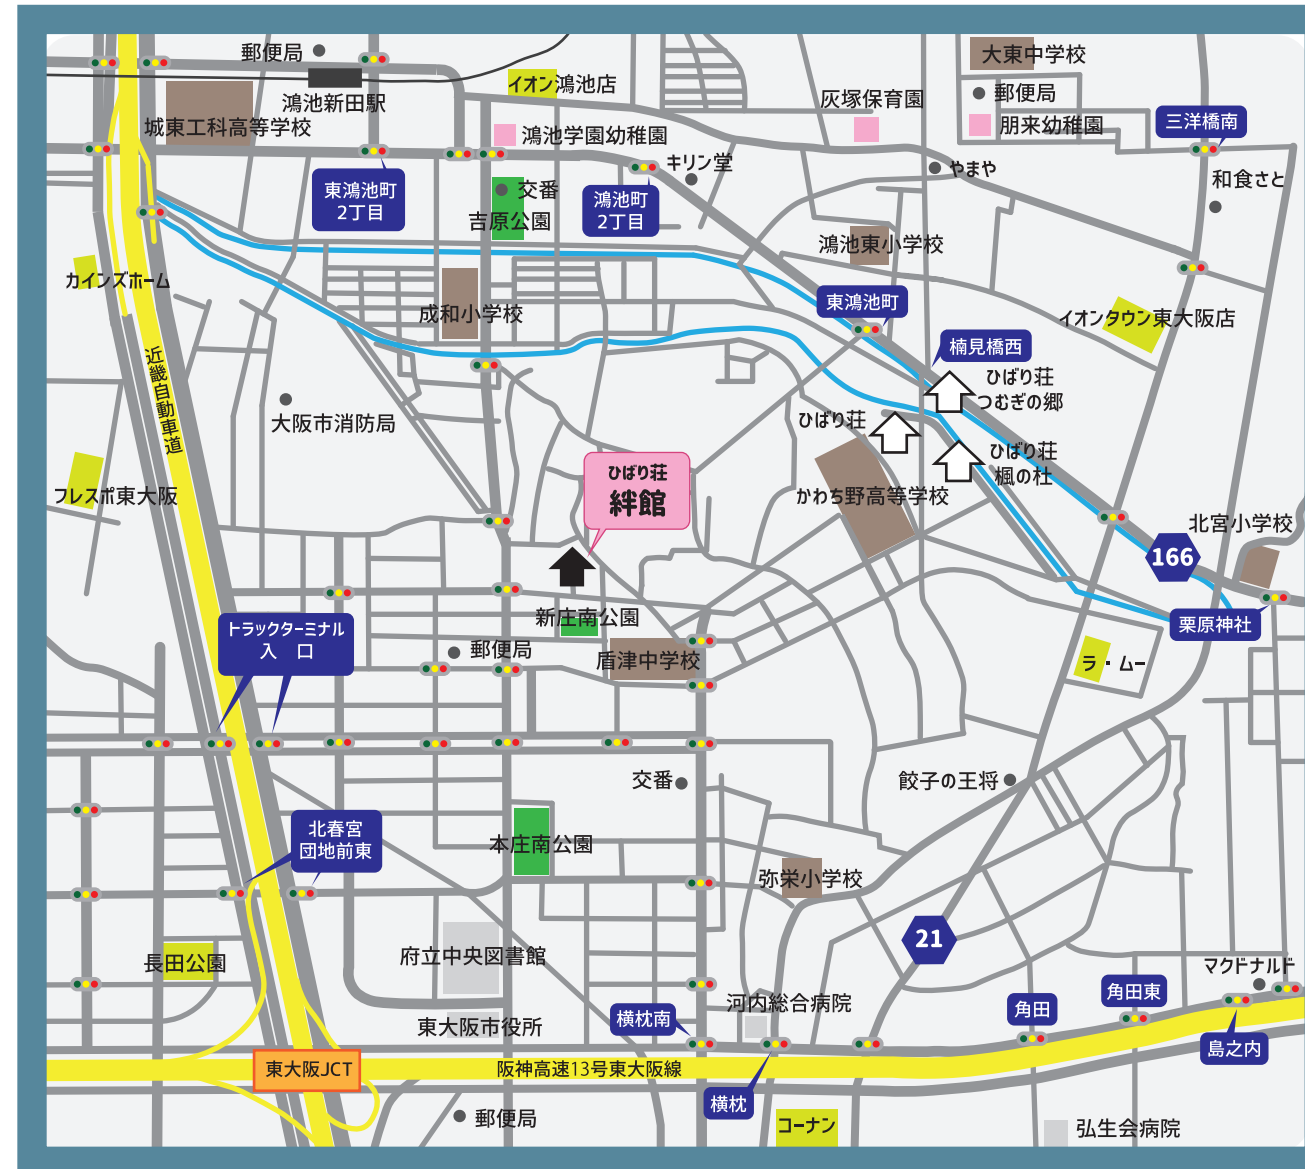 郵便局
鴻池新田駅
イオン鴻池店
大東中学校
郵便局
灰塚保育園
朋来幼稚園
三洋橋南
城東工科高等学校
鴻池学園幼稚園
キリン堂
やまや
和食さと
東鴻池町
2丁目
交番
吉原公園
鴻池町
2丁目
鴻池東小学校
カインズホーム
成和小学校
東鴻池町
イオンタウン東大阪店
楠見橋西
近畿自動車道
ひばり荘
つむぎの郷
大阪市消防局
ひばり荘
ひばり荘
楓の杜
ひばり荘
絆館
フレスポ東大阪
かわち野高等学校
北宮小学校
166
新庄南公園
栗原神社
トラックターミナル
入 口
郵便局
盾津中学校
ラ・ムー
交番
餃子の王将
北春宮
団地前東
本庄南公園
弥栄小学校
21
長田公園
府立中央図書館
マクドナルド
東大阪市役所
横枕南
河内総合病院
角田
角田東
島之内
東大阪JCT
阪神高速13号東大阪線
横枕
郵便局
コーナン
弘生会病院